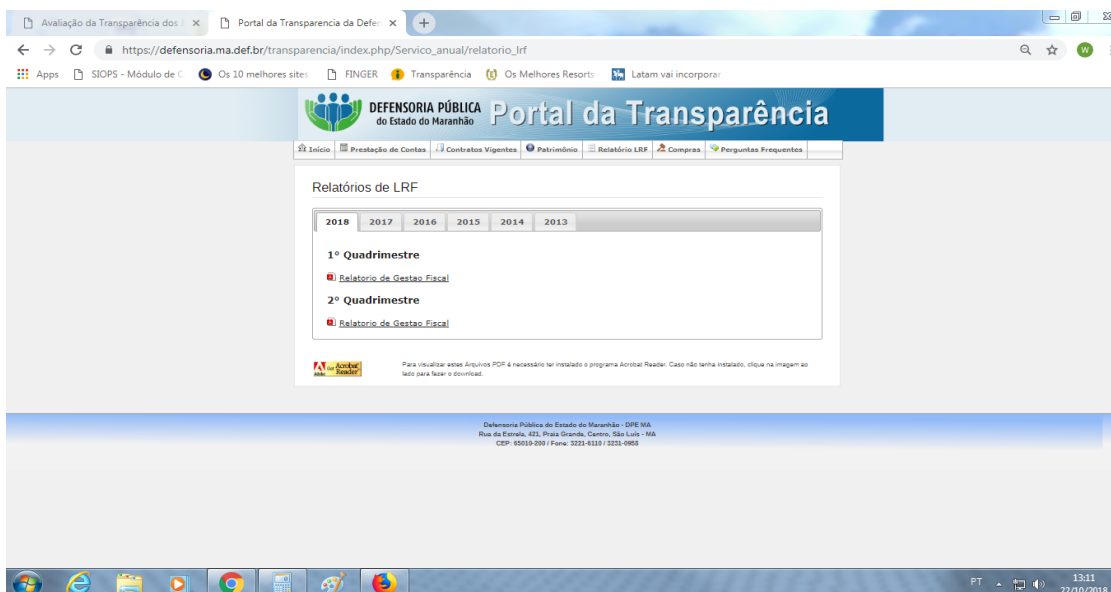 Avaliação da Transparência dos
Portal da Transparencia da Defen
https://defensoria.ma.def.br/transparencia/index.php/Servico_anual/relatorio_lrf
W
Apps SIOPS - Módulo de C Os 10 melhores sites FINGER Transparência Os Melhores Resorts Latam vai incorporar
DEFENSORIA PÚBLICA
do Estado do Maranhão
Portal da Transparência
Início Prestação de Contas Contratos Vigentes Patrimônio Relatório LRF Compras Perguntas Frequentes
Relatórios de LRF
2018 2017 2016 2015 2014 2013
1º Quadrimestre
Relatorio de Gestao Fiscal
2º Quadrimestre
Relatorio de Gestao Fiscal
Get Acrobat
Adobe Reader
Para visualizar estes Arquivos PDF é necessário ter instalado o programa Acrobat Reader. Caso não tenha instalado, clique na imagem ao
lado para fazer o download.
Defensoria Pública do Estado do Maranhão - DPE MA
Rua da Estrela, 421, Praia Grande, Centro, São Luís - MA
CEP: 65010-200 / Fone: 3221-6110 / 3231-0958
PT
13:11
22/10/2018